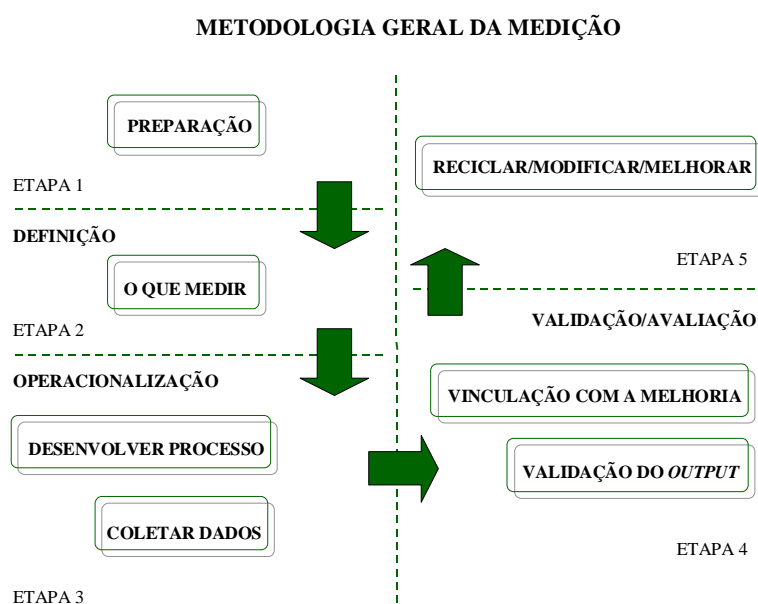 METODOLOGIA GERAL DA MEDIÇÃO
PREPARAÇÃO
ETAPA 1
DEFINIÇÃO
O QUE MEDIR
ETAPA 2
OPERACIONALIZAÇÃO
DESENVOLVER PROCESSO
COLETAR DADOS
ETAPA 3
RECICLAR/MODIFICAR/MELHORAR
ETAPA 5
VALIDAÇÃO/AVALIAÇÃO
VINCULAÇÃO COM A MELHORIA
VALIDAÇÃO DO OUTPUT
ETAPA 4